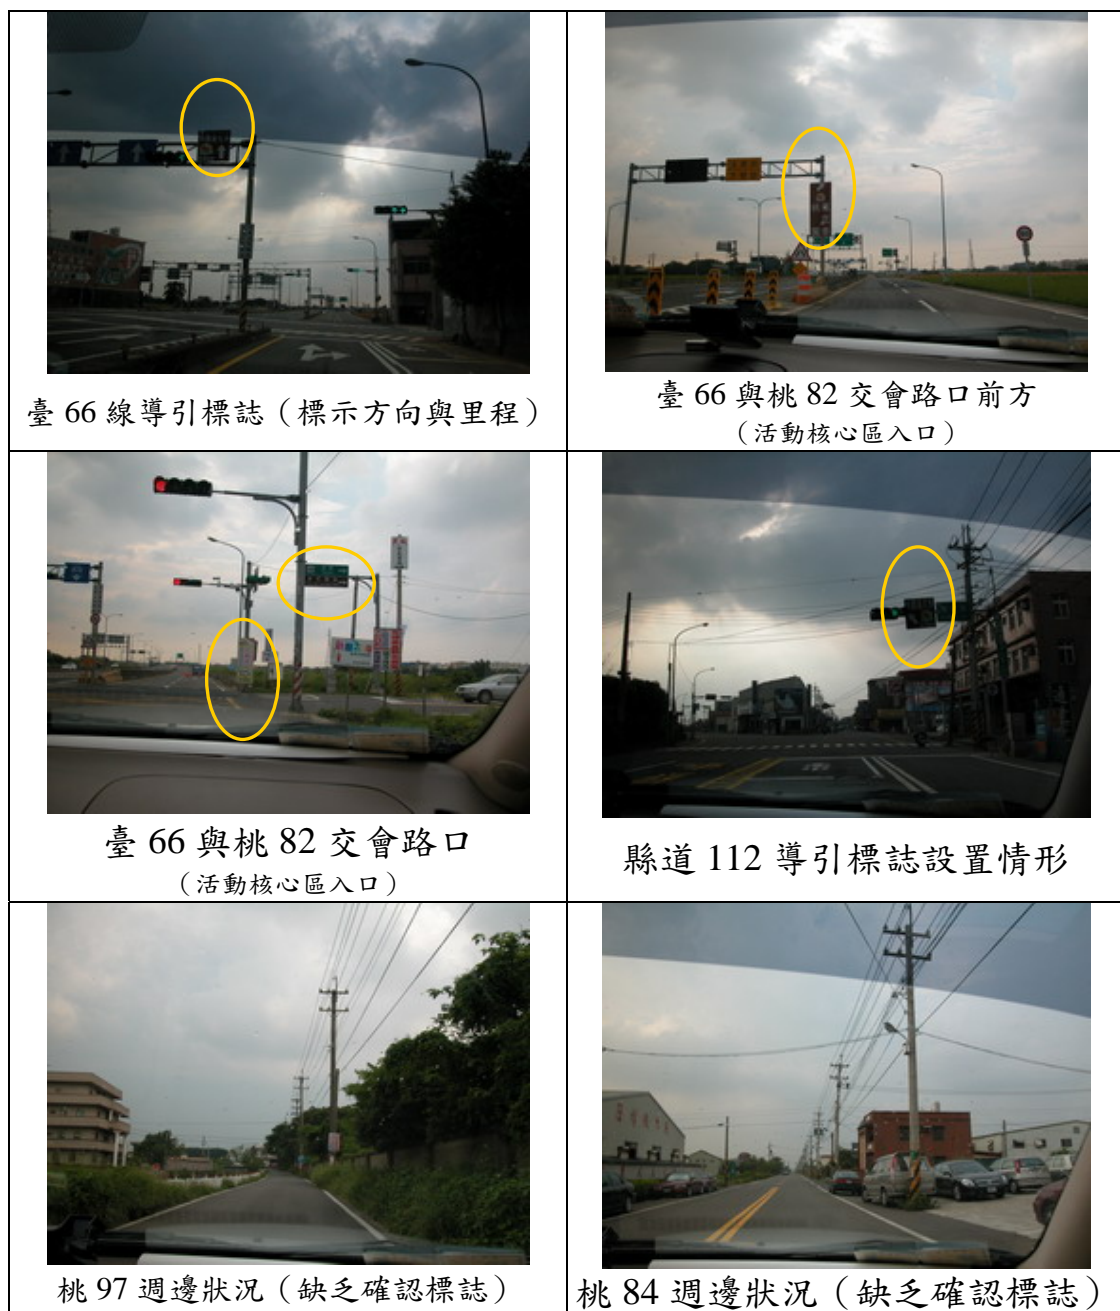 臺 66 線導引標誌（標示方向與里程）
臺 66 與桃 82 交會路口前方
（活動核心區入口）
臺 66 與桃 82 交會路口
（活動核心區入口）
縣道 112 導引標誌設置情形
桃 97 週邊狀況（缺乏確認標誌）
桃 84 週邊狀況（缺乏確認標誌）